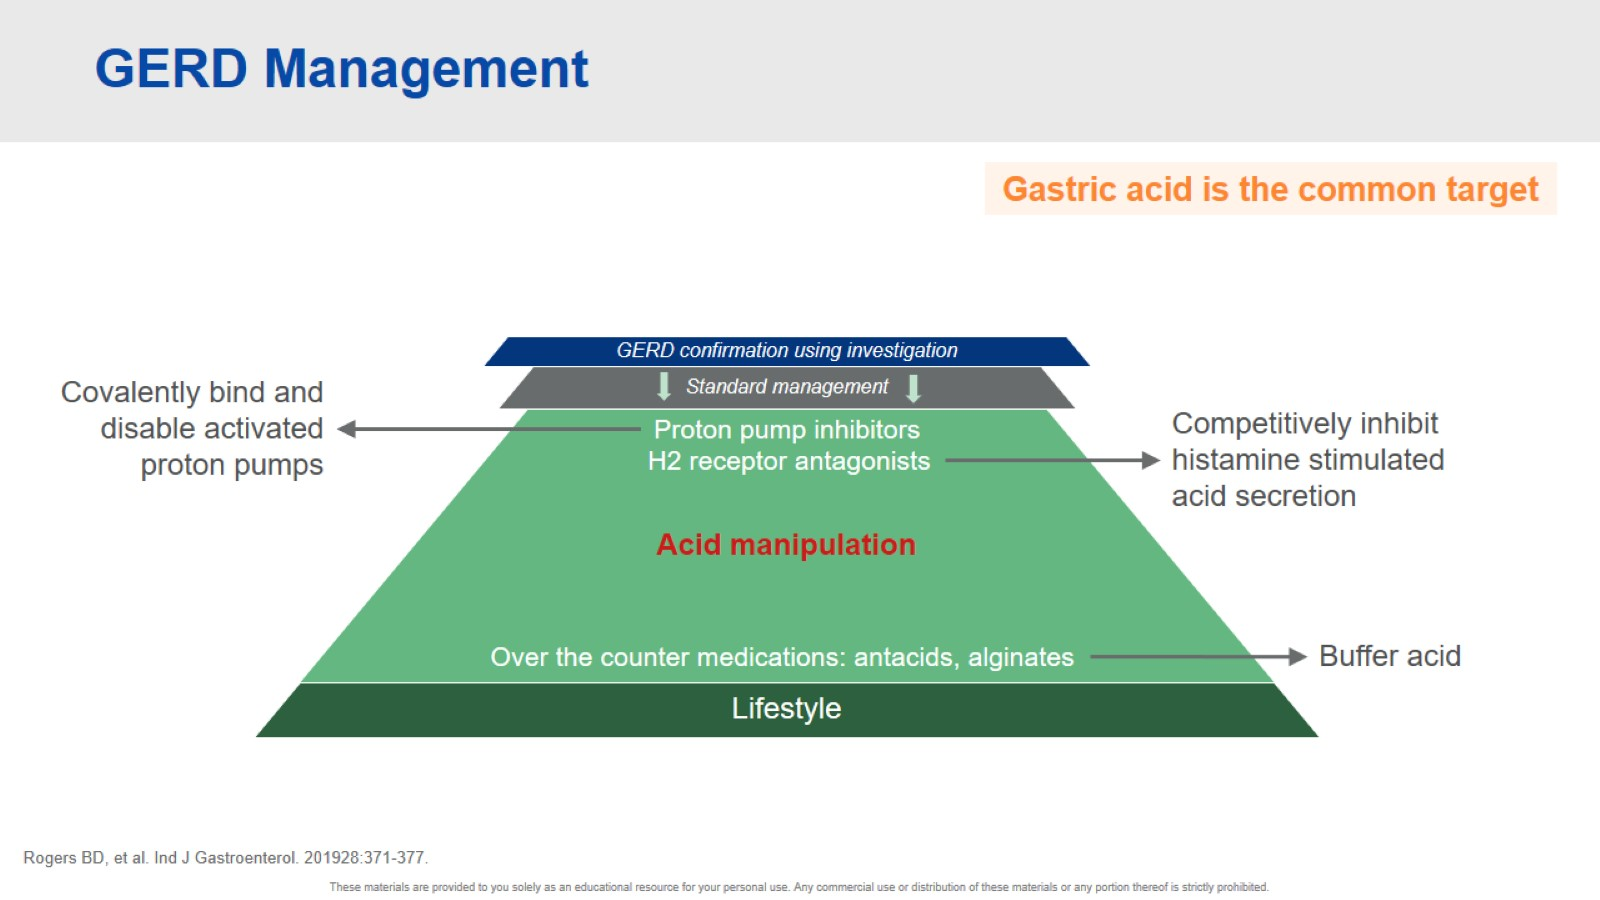 GERD Management
Gastric acid is the common target
GERD confirmation using investigation
Standard management
Covalently bind and
disable activated
proton pumps
Proton pump inhibitors
H2 receptor antagonists
Competitively inhibit
histamine stimulated
acid secretion
Acid manipulation
Over the counter medications: antacids, alginates
Buffer acid
Lifestyle
Rogers BD, et al. Ind J Gastroenterol. 201928:371-377.
These materials are provided to you solely as an educational resource for your personal use. Any commercial use or distribution of these materials or any portion thereof is strictly prohibited.